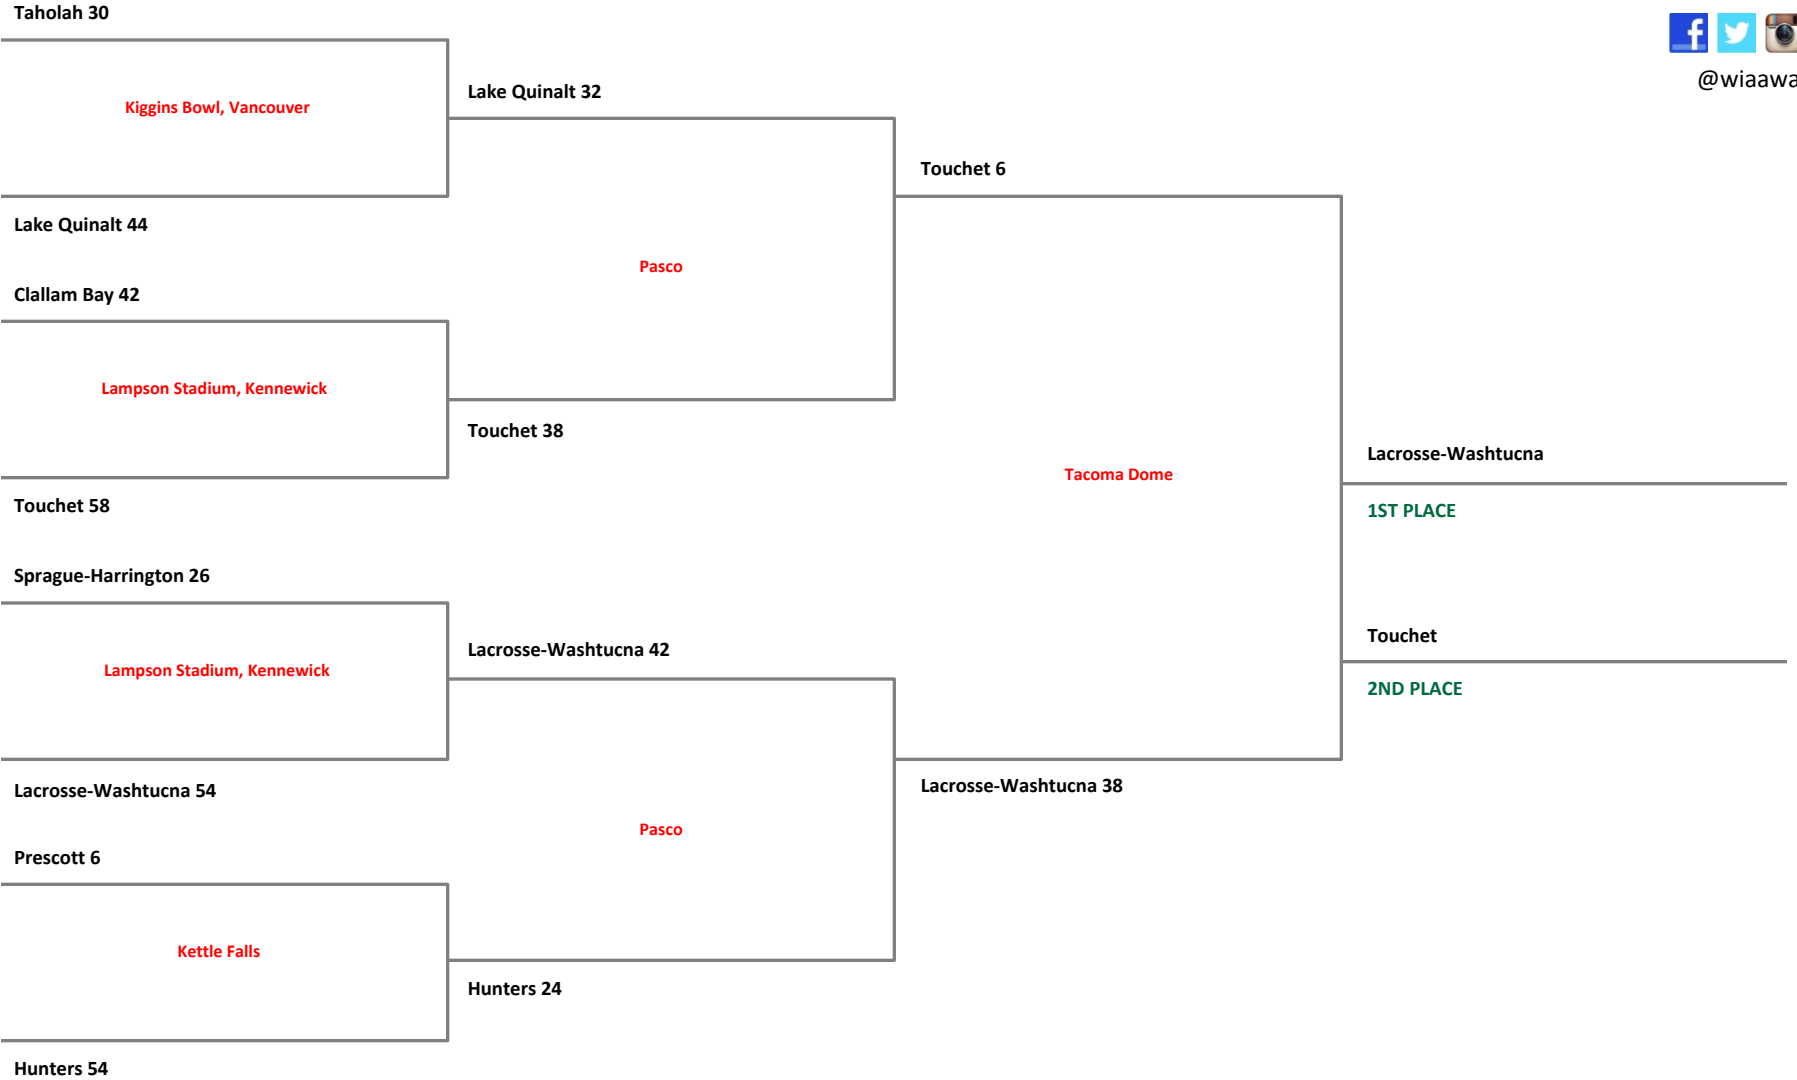 Taholah 30
@wiaawa
Lake Quinalt 32
Kiggins Bowl, Vancouver
Touchet 6
Lake Quinalt 44
Pasco
Clallam Bay 42
Lampson Stadium, Kennewick
Touchet 38
Lacrosse-Washtucna
Tacoma Dome
Touchet 58
1ST PLACE
Sprague-Harrington 26
Touchet
Lacrosse-Washtucna 42
Lampson Stadium, Kennewick
2ND PLACE
Lacrosse-Washtucna 54
Lacrosse-Washtucna 38
Pasco
Prescott 6
Kettle Falls
Hunters 24
Hunters 54